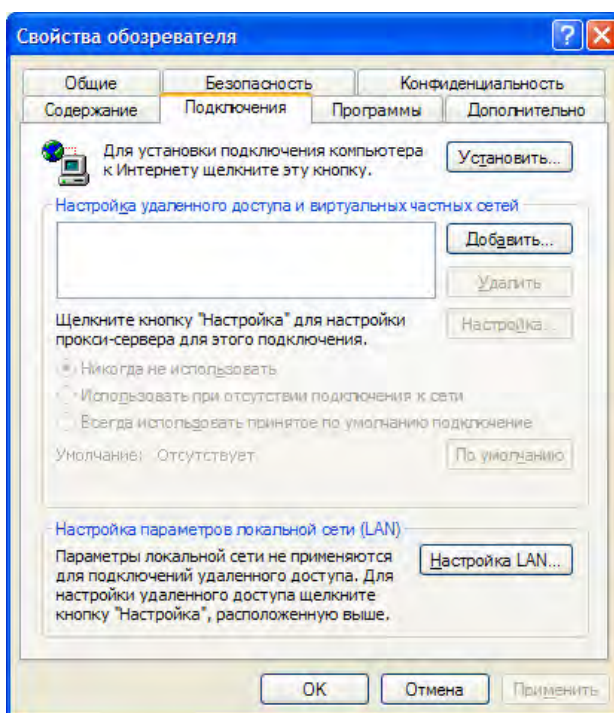 Свойства обозревателя
Общие Безопасность Конфиденциальность
Содержание Подключения Программы Дополнительно
Для установки подключения компьютера
к Интернету щелкните эту кнопку.
Установить...
Настройка удаленного доступа и виртуальных частных сетей
Добавить...
Удалить
Щелкните кнопку "Настройка" для настройки
прокси-сервера для этого подключения.
Настройка...
Никогда не использовать
Использовать при отсутствии подключения к сети
Всегда использовать принятое по умолчанию подключение
Умолчание: Отсутствует
По умолчанию
Настройка параметров локальной сети (LAN)
Параметры локальной сети не применяются
для подключений удаленного доступа. Для
настройки удаленного доступа щелкните
кнопку "Настройка", расположенную выше.
Настройка LAN...
OK Отмена Применить